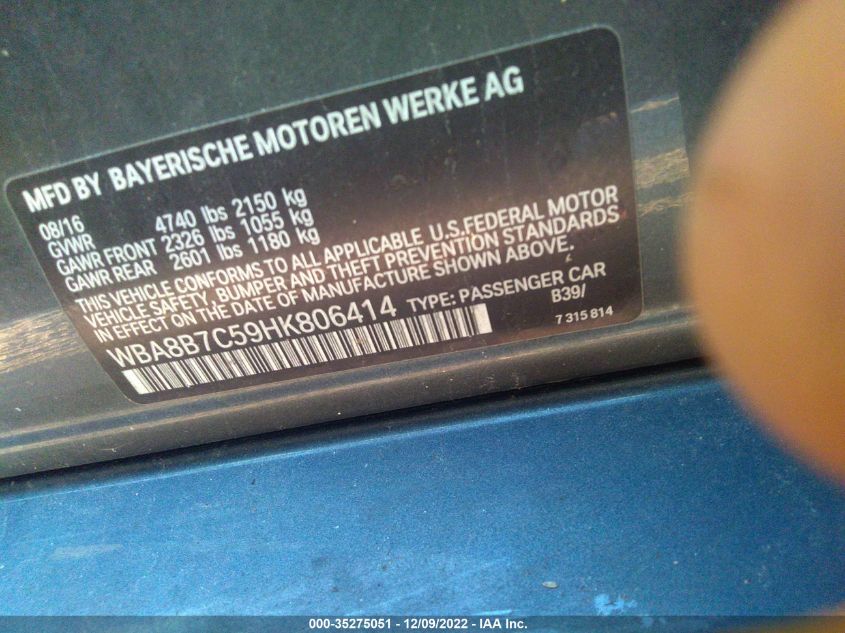 MFD BY BAYERISCHE MOTOREN WERKE AG
08/16
GVWR 4740 lbs 2150 kg
GAWR FRONT 2326 lbs 1055 kg
GAWR REAR 2601 lbs 1180 kg
THIS VEHICLE CONFORMS TO ALL APPLICABLE U.S.FEDERAL MOTOR
VEHICLE SAFETY, BUMPER AND THEFT PREVENTION STANDARDS
IN EFFECT ON THE DATE OF MANUFACTURE SHOWN ABOVE.
WBA8B7C59HK806414 TYPE: PASSENGER CAR
B39/
7 315 814
000-35275051 - 12/09/2022 - IAA Inc.